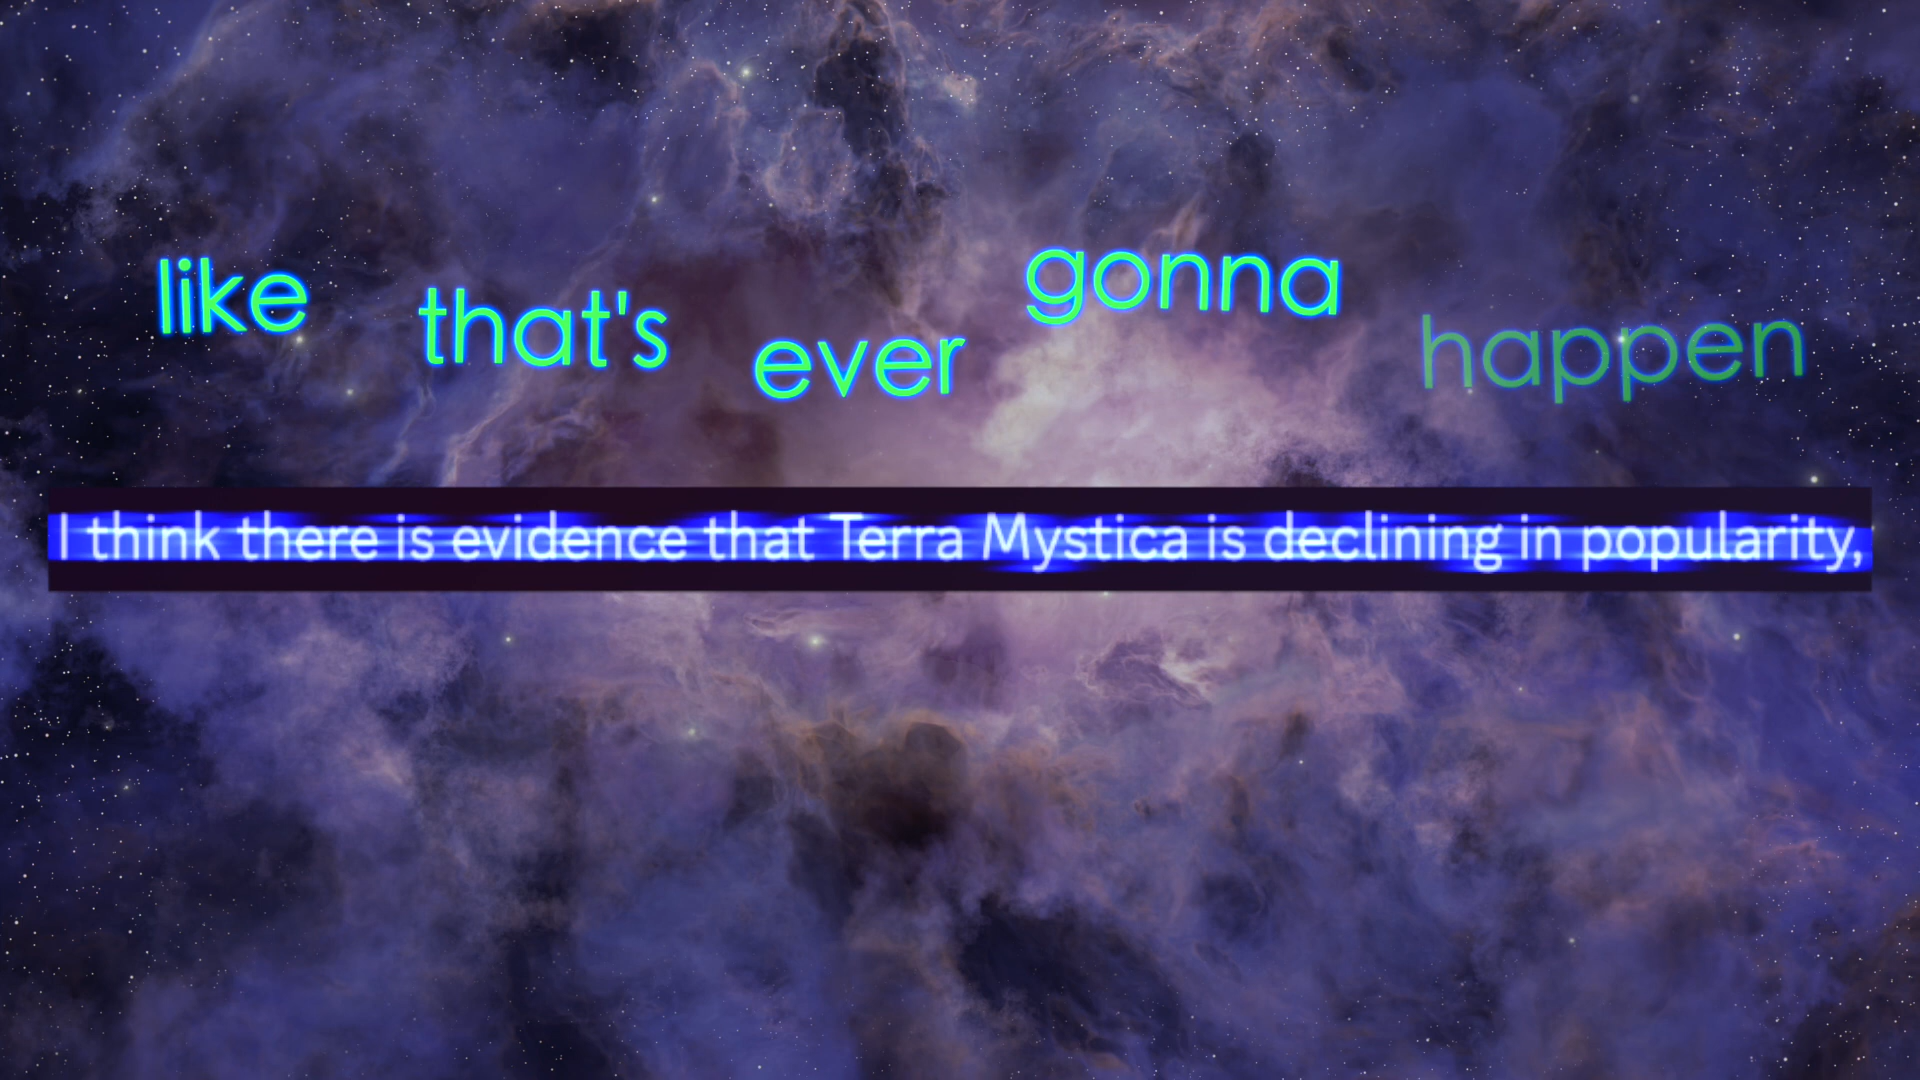 like that's ever gonna happen
I think there is evidence that Terra Mystica is declining in popularity,